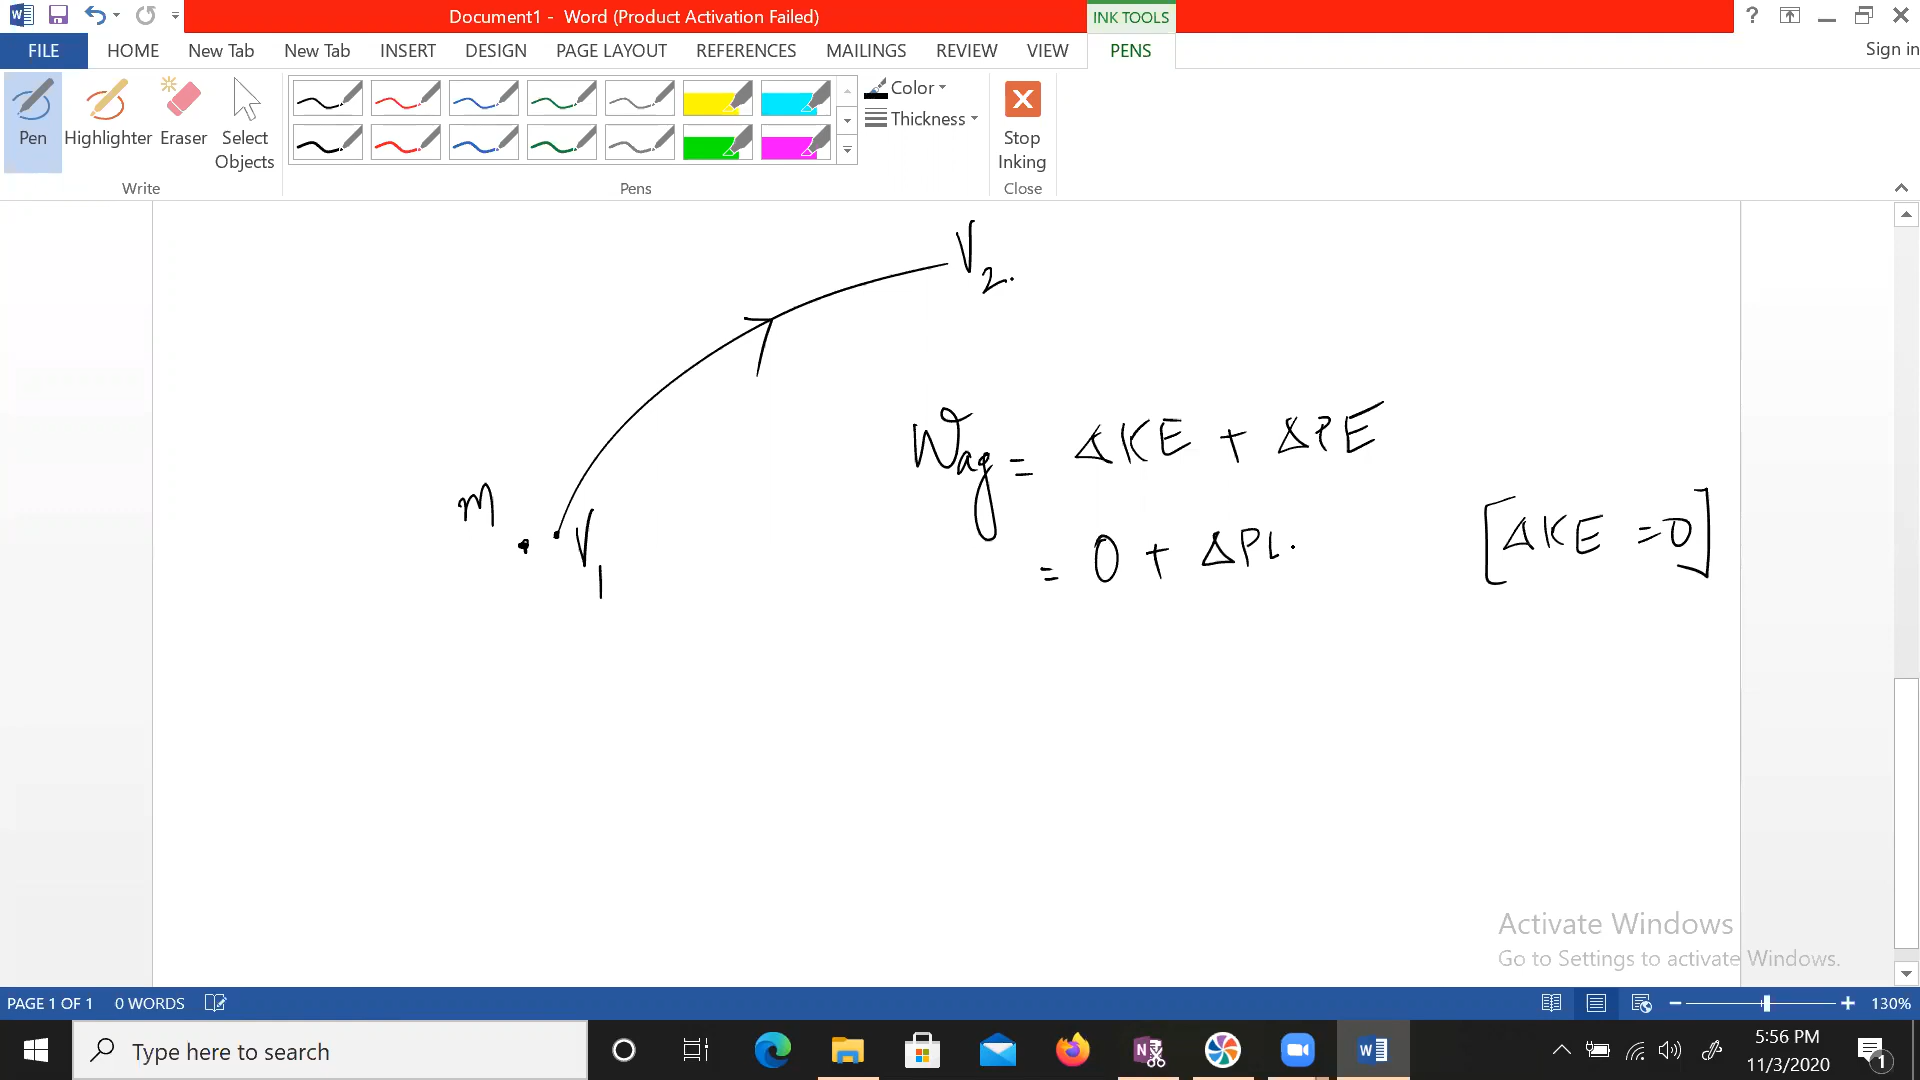 Document1 - Word (Product Activation Failed)
INK TOOLS
FILE HOME New Tab New Tab INSERT DESIGN PAGE LAYOUT REFERENCES MAILINGS REVIEW VIEW PENS Sign in
Pen Highlighter Eraser Select Objects
Color
Thickness
Stop Inking
Write Pens Close
V2.
Wag = ΔKE + ΔPE
m
V1
= 0 + ΔPL.
[ΔKE = 0]
Activate Windows
Go to Settings to activate Windows.
PAGE 1 OF 1 0 WORDS 130%
Type here to search
5:56 PM
11/3/2020
1